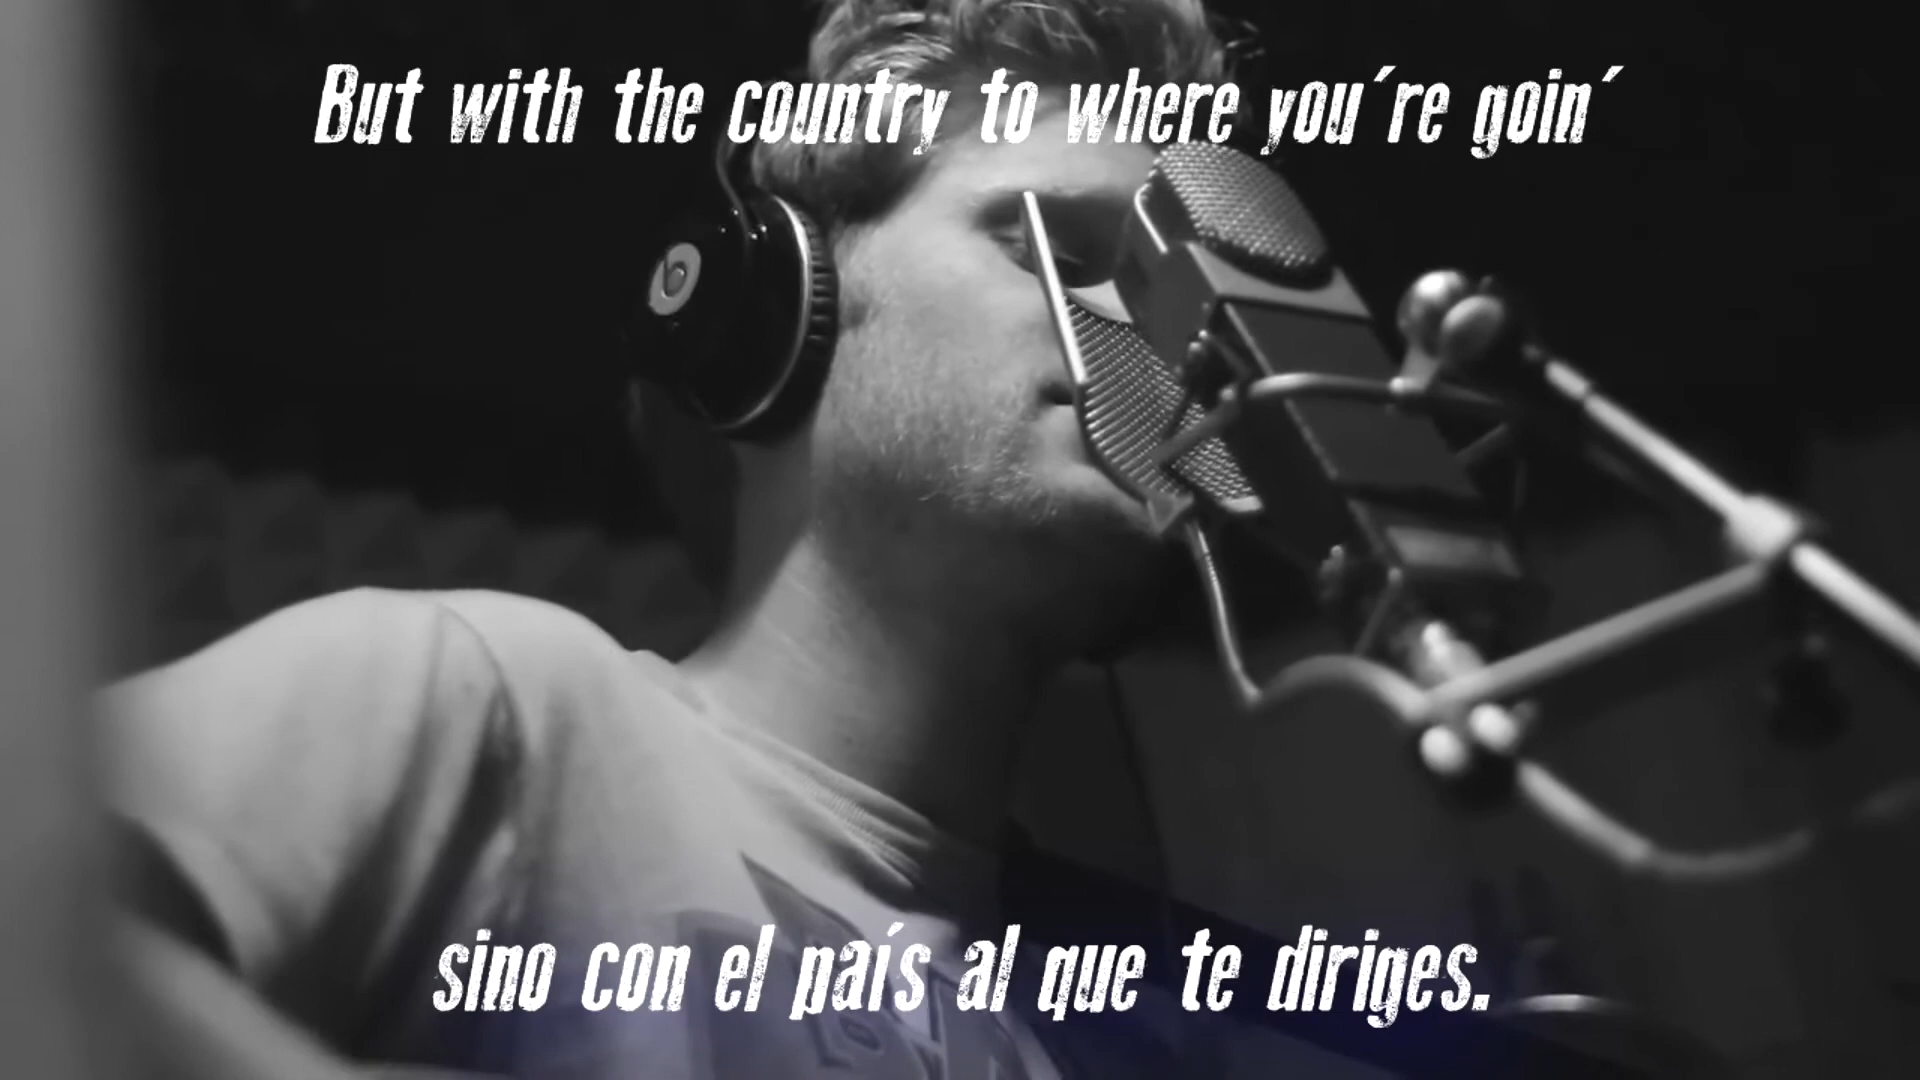 But with the country to where you´re goin´
sino con el país al que te diriges.